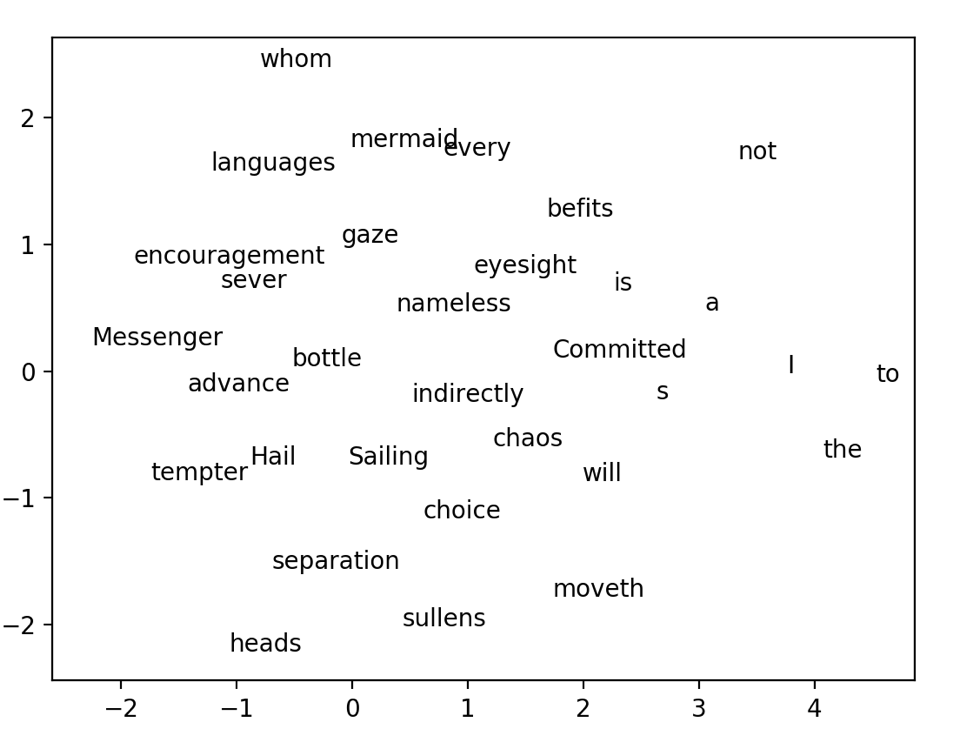 whom
2
mermaid
every
not
languages
befits
gaze
1
encouragement
eyesight
sever
is
nameless
a
Messenger
Committed
bottle
I
0
to
advance
indirectly
s
chaos
the
Hail
Sailing
tempter
will
−1
choice
separation
moveth
sullens
−2
heads
−2 −1 0 1 2 3 4